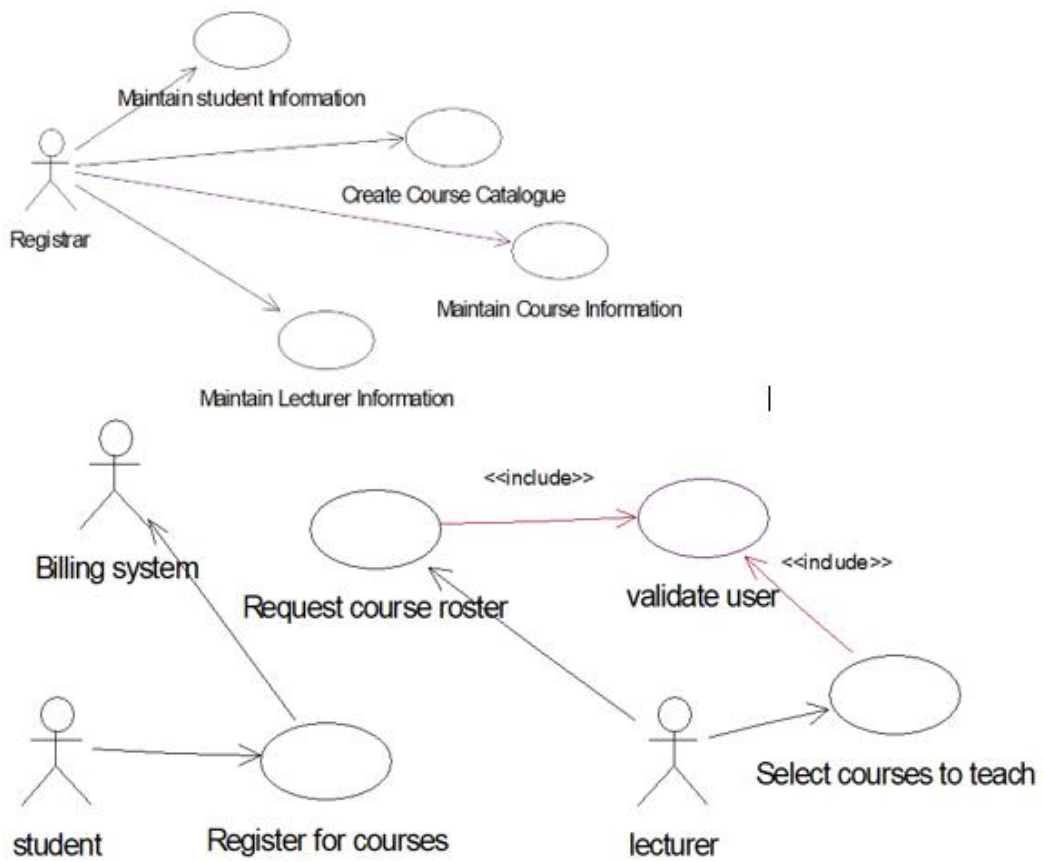 Maintain student Information
Create Course Catalogue
Registrar
Maintain Course Information
Maintain Lecturer Information
<<include>>
<<include>>
Billing system
Request course roster
validate user
Select courses to teach
student
Register for courses
lecturer